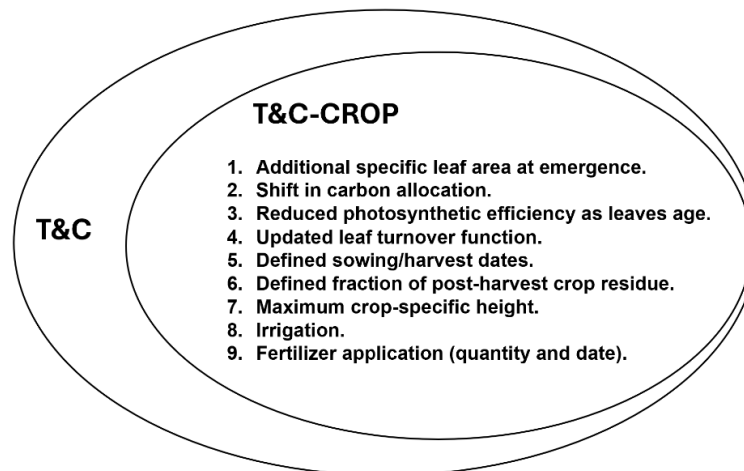 T&C-CROP
1. Additional specific leaf area at emergence.
2. Shift in carbon allocation.
3. Reduced photosynthetic efficiency as leaves age.
4. Updated leaf turnover function.
5. Defined sowing/harvest dates.
6. Defined fraction of post-harvest crop residue.
7. Maximum crop-specific height.
8. Irrigation.
9. Fertilizer application (quantity and date).
T&C